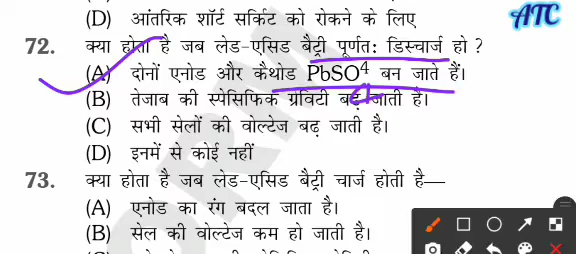 (D) आंतरिक शॉर्ट सर्किट को रोकने के लिए
ATC
72. क्या होता है जब लेड-एसिड बैट्री पूर्णतः डिस्चार्ज हो ?
(A) दोनों एनोड और कैथोड PbSO⁴ बन जाते हैं।
(B) तेजाब की स्पेसिफिक ग्रेविटी बढ़ जाती है।
(C) सभी सेलों की वोल्टेज बढ़ जाती है।
(D) इनमें से कोई नहीं
73. क्या होता है जब लेड-एसिड बैट्री चार्ज होती है—
(A) एनोड का रंग बदल जाता है।
(B) सेल की वोल्टेज कम हो जाती है।